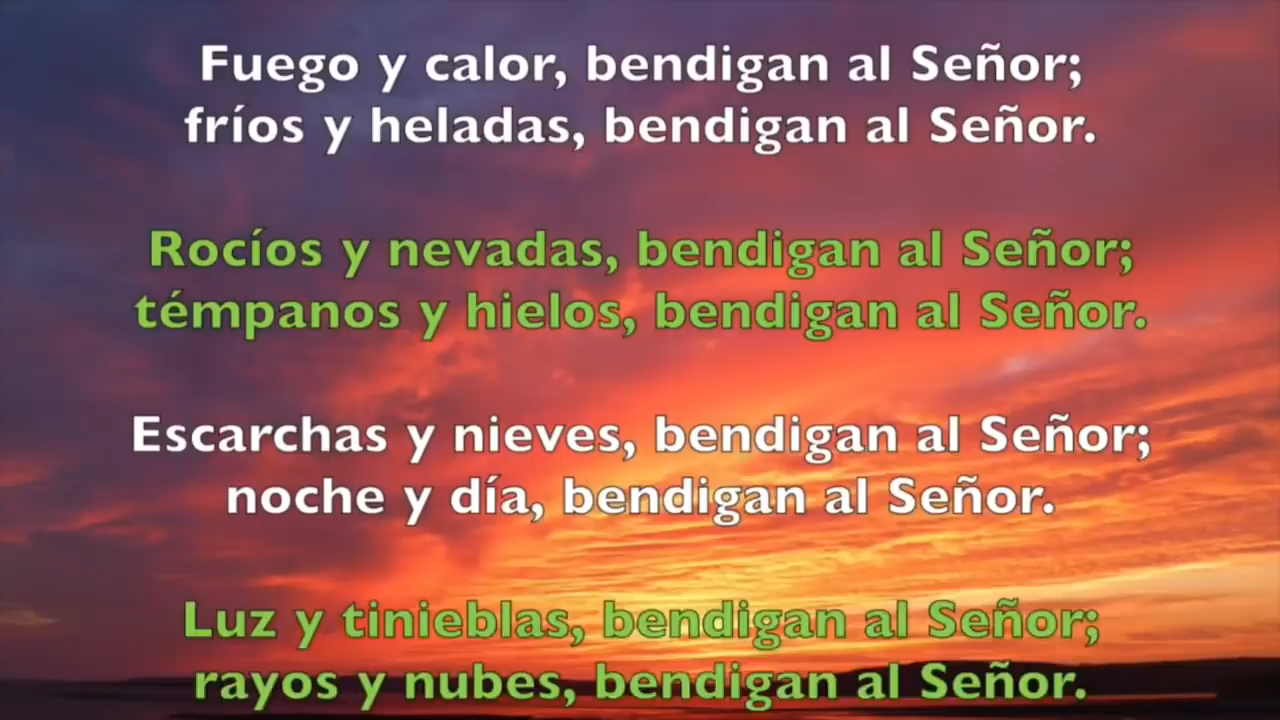 Fuego y calor, bendigan al Señor;
fríos y heladas, bendigan al Señor.
Rocíos y nevadas, bendigan al Señor;
témpanos y hielos, bendigan al Señor.
Escarchas y nieves, bendigan al Señor;
noche y día, bendigan al Señor.
Luz y tinieblas, bendigan al Señor;
rayos y nubes, bendigan al Señor.